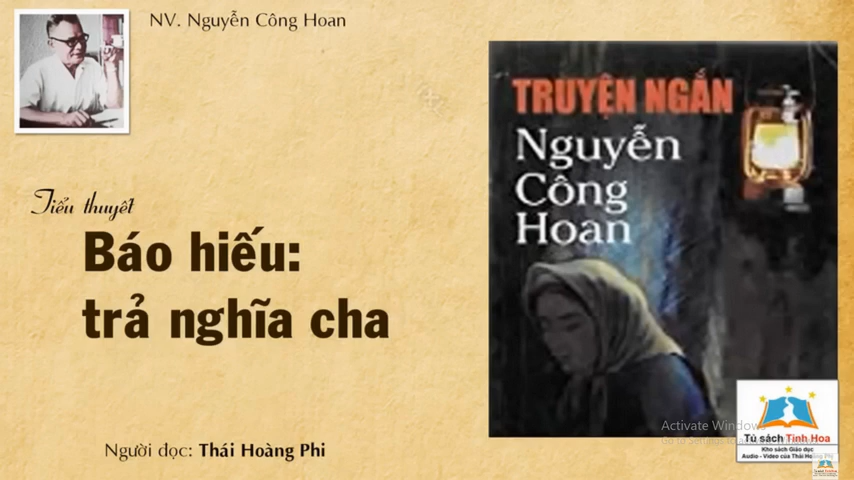 NV. Nguyễn Công Hoan
TRUYỆN NGẮN
Nguyễn
Công
Hoan
Tiểu thuyết
Báo hiếu:
trả nghĩa cha
Người đọc: Thái Hoàng Phi
Activate Windows
Tủ sách Tinh Hoa
Kho sách Giáo dục
Audio - Video của Thái Hoàng Phi